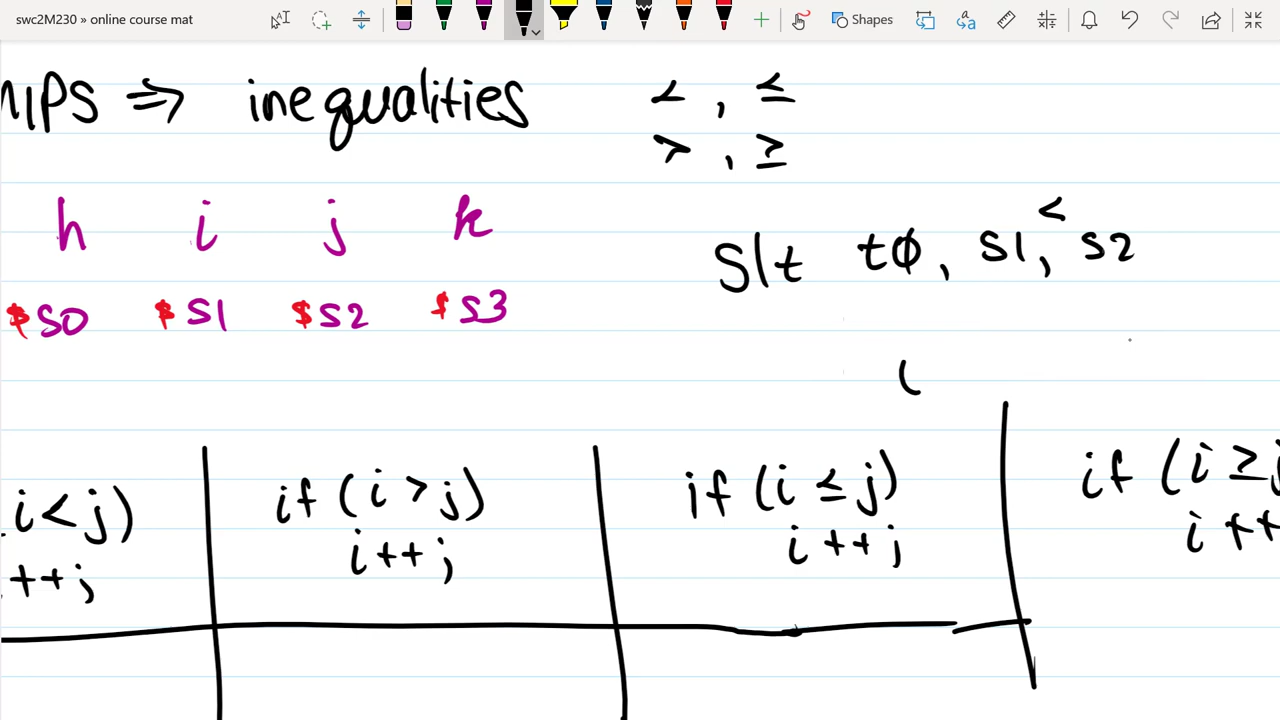 swc2M230 » online course mat
Shapes
MIPS ⇒ inequalities
< , ≤
> , ≥
h i j k
$S0 $S1 $S2 $S3
<
Slt t0, S1, S2
(
i<j)
++;
if (i>j)
i++;
if (i≤j)
i++;
if (i≥j
i++